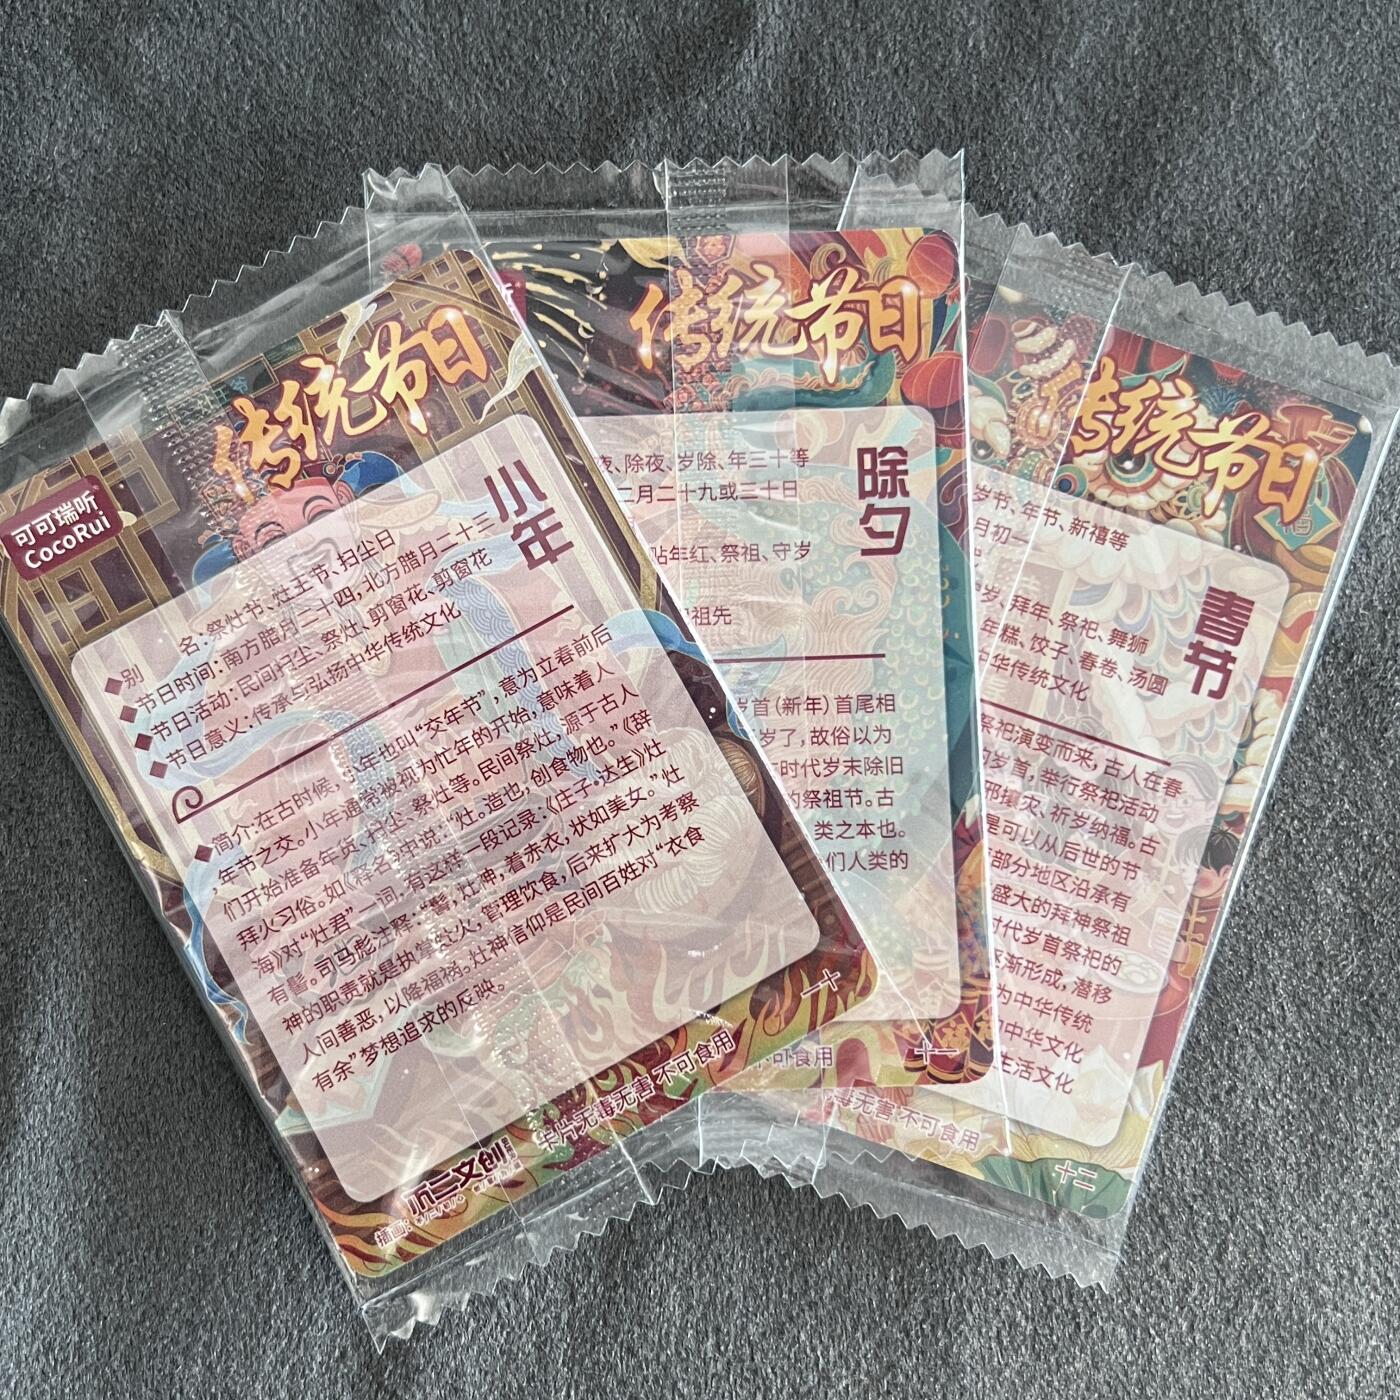 传统节日
可可瑞听
CocoRui
小年
别 名:祭灶节、灶王节、扫尘日
节日时间:南方腊月二十四,北方腊月二十三
节日活动:民间扫尘、祭灶、剪窗花、剪窗花
节日意义:传承与弘扬中华传统文化
简介:在古时候,小年也叫“交年节”,意为立春前后
,年节之交。小年通常被视为忙年的开始,意味着人
们开始准备年货、扫尘、祭灶等。民间祭灶,源于古人
拜火习俗。如《释名》中说:“灶。造也,创食物也。”《辞
海》对“灶君”一词,有这样一段记录:《庄子·达生》灶
有髻。司马彪注释:“髻,灶神,着赤衣,状如美女。”灶
神的职责就是执掌灶火,管理饮食,后来扩大为考察
人间善恶,以降福祸。灶神信仰是民间百姓对“衣食
有余”梦想追求的反映。
十
卡片无毒无害 不可食用
文创
插画:
传统节日
除夕
夜、除夜、岁除、年三十等
二月二十九或三十日
贴年红、祭祖、守岁
祖先
岁首(新年)首尾相
岁了,故俗以为
时代岁末除旧
的祭祖节。古
类之本也。
们人类的
不可食用
十一
传统节日
春节
岁节、年节、新禧等
月初一
岁、拜年、祭祀、舞狮
年糕、饺子、春卷、汤圆
中华传统文化
祭祀演变而来,古人在春
岁首,举行祭祀活动
邪攘灾、祈岁纳福。古
是可以从后世的节
部分地区沿承有
盛大的拜神祭祖
时代岁首祭祀的
逐渐形成,潜移
为中华传统
中华文化
生活文化
毒无害 不可食用
十二